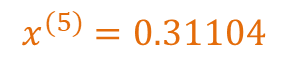 x⁽⁵⁾ = 0.31104